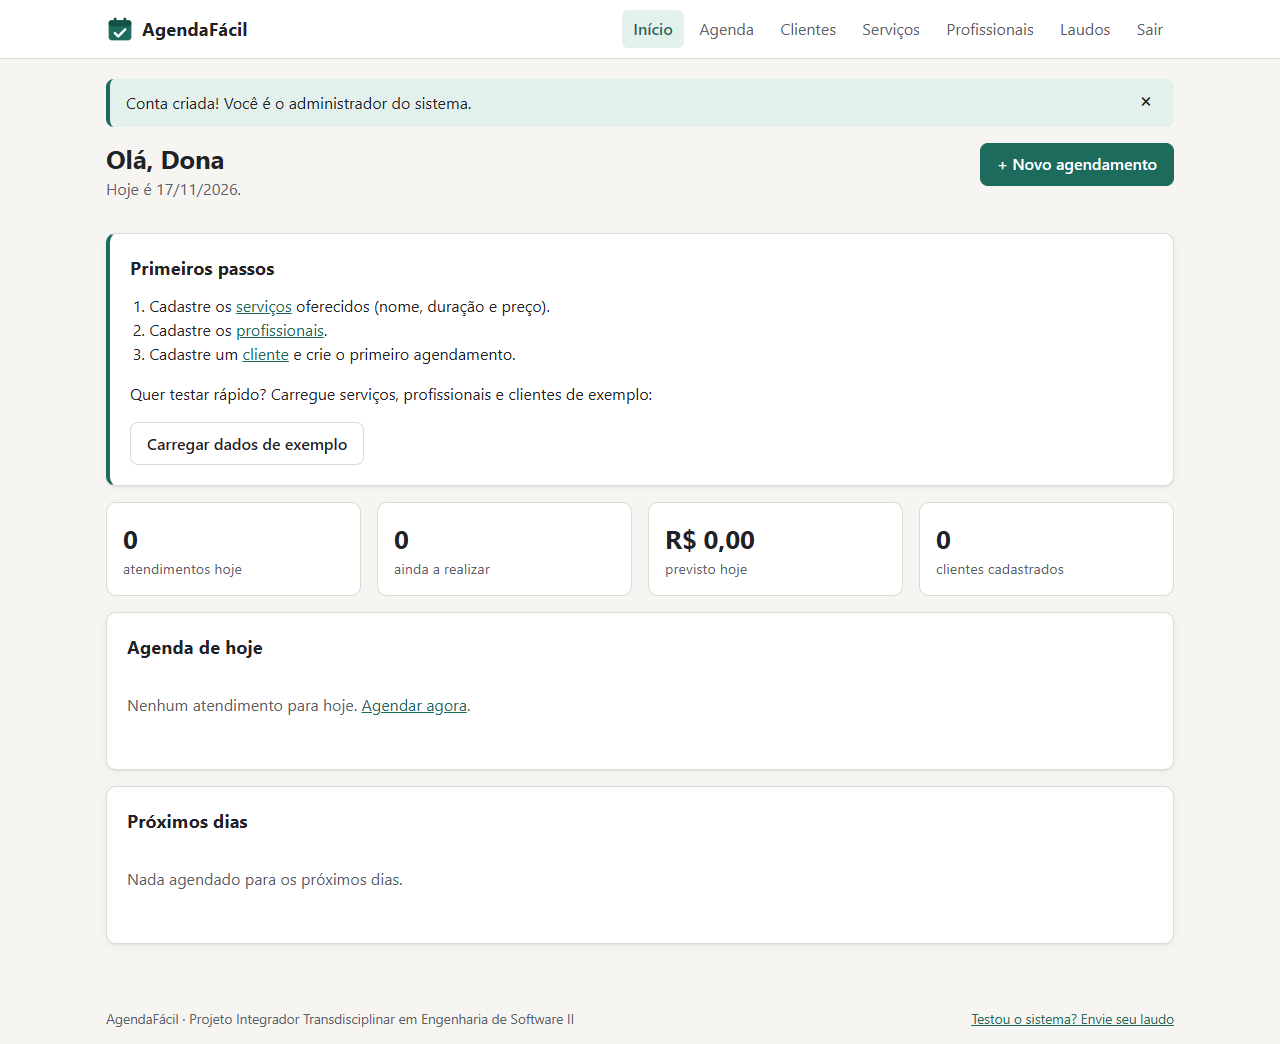 AgendaFácil
Início Agenda Clientes Serviços Profissionais Laudos Sair
Conta criada! Você é o administrador do sistema. ×
Olá, Dona
+ Novo agendamento
Hoje é 17/11/2026.
Primeiros passos
1. Cadastre os serviços oferecidos (nome, duração e preço).
2. Cadastre os profissionais.
3. Cadastre um cliente e crie o primeiro agendamento.
Quer testar rápido? Carregue serviços, profissionais e clientes de exemplo:
Carregar dados de exemplo
0
atendimentos hoje
0
ainda a realizar
R$ 0,00
previsto hoje
0
clientes cadastrados
Agenda de hoje
Nenhum atendimento para hoje. Agendar agora.
Próximos dias
Nada agendado para os próximos dias.
AgendaFácil · Projeto Integrador Transdisciplinar em Engenharia de Software II
Testou o sistema? Envie seu laudo